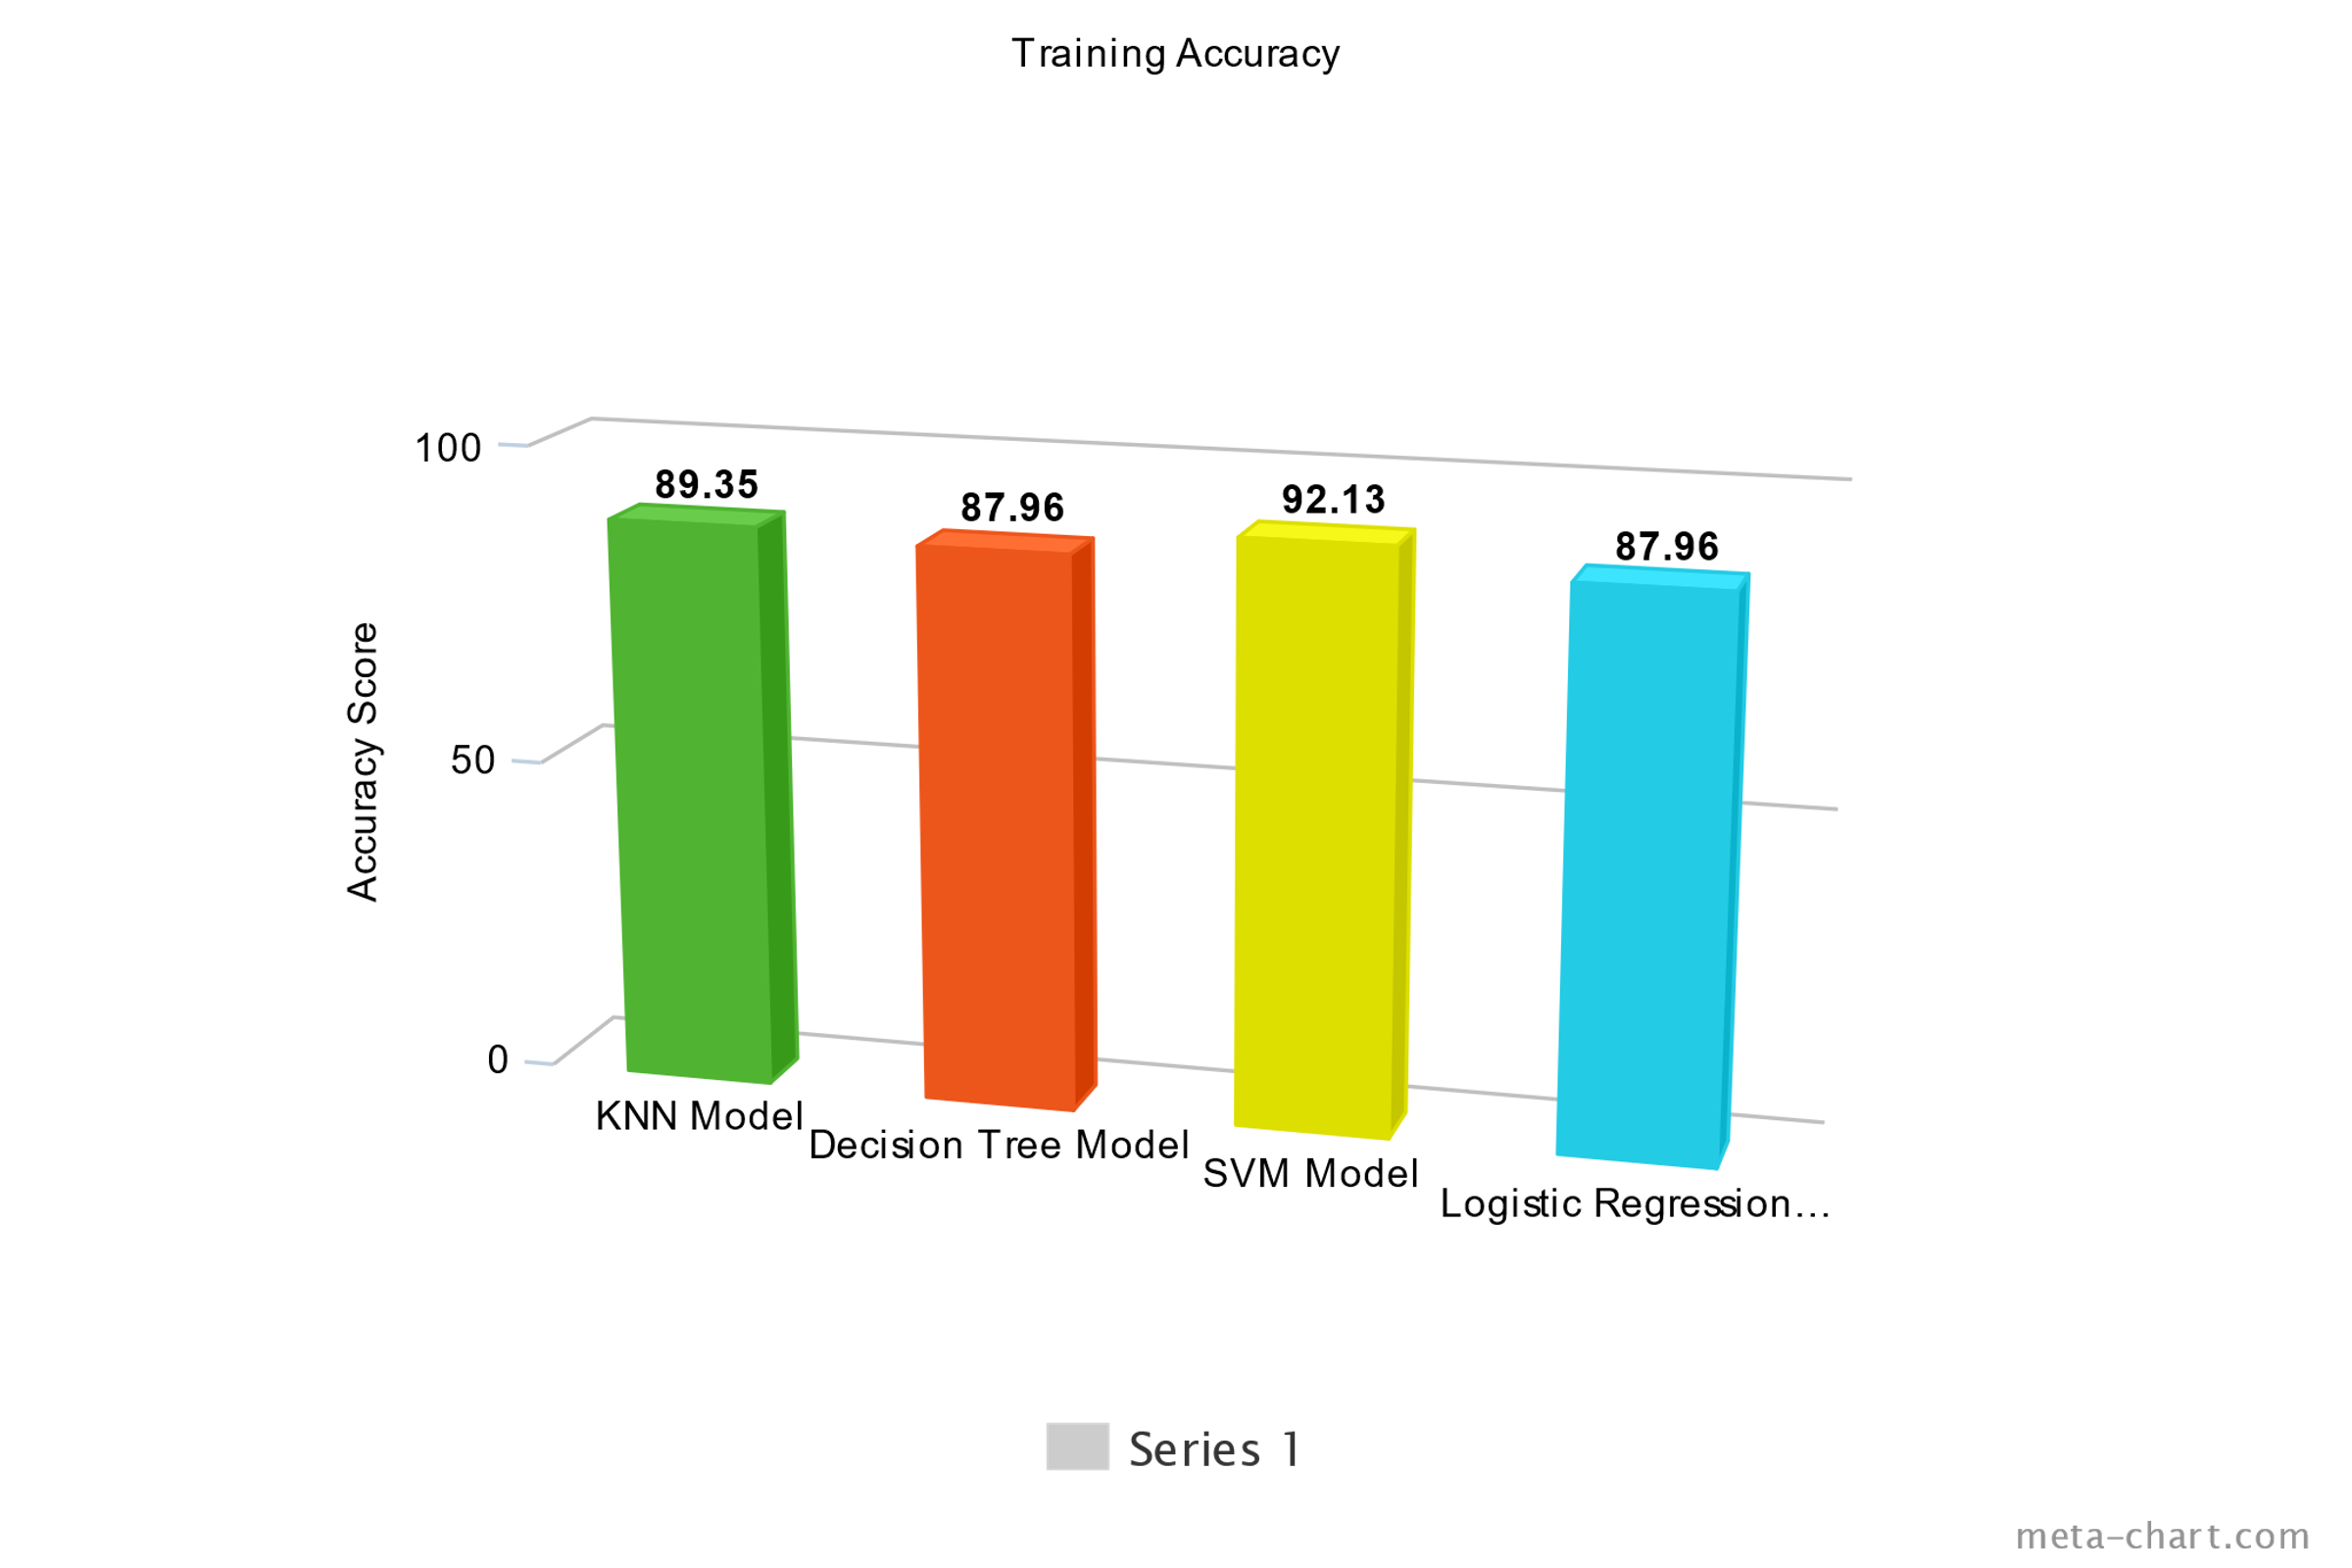 Training Accuracy
100
89.35
87.96
92.13
87.96
Accuracy Score
50
0
KNN Model
Decision Tree Model
SVM Model
Logistic Regression...
Series 1
meta-chart.com